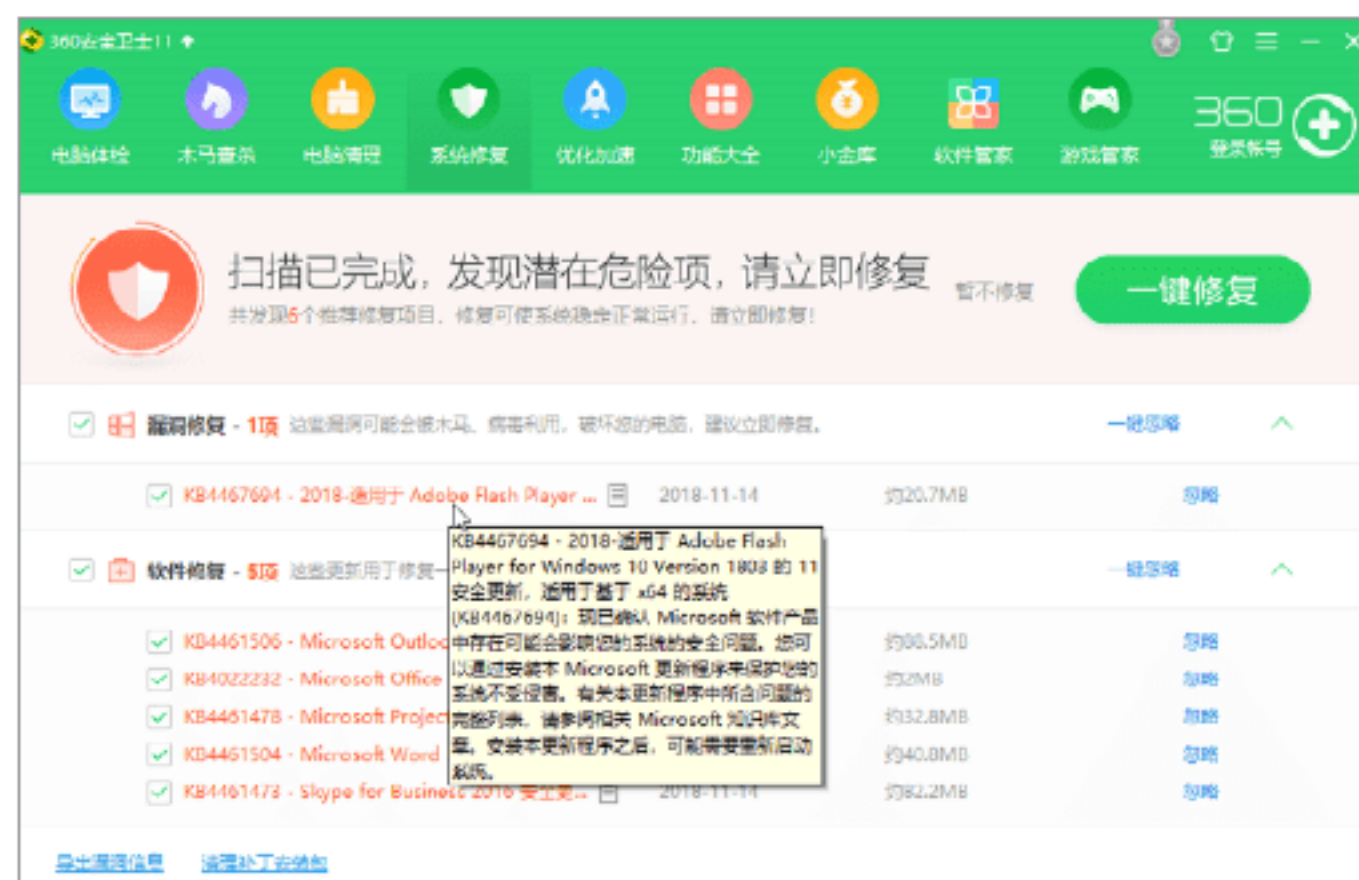 360安全卫士11
电脑体检 木马查杀 电脑清理 系统修复 优化加速 功能大全 小金库 软件管家 游戏管家
360
登录帐号
扫描已完成，发现潜在危险项，请立即修复 暂不修复 一键修复
共发现6个推荐修复项目，修复可使系统稳定正常运行，请立即修复！
漏洞修复 - 1项 这些漏洞可能会被木马、病毒利用，破坏您的电脑，建议立即修复。 一键忽略
KB4467694 - 2018-适用于 Adobe Flash Player ... 2018-11-14 约20.7MB 忽略
KB4467694 - 2018-适用于 Adobe Flash
Player for Windows 10 Version 1803 的 11
安全更新，适用于基于 x64 的系统
(KB4467694)：现已确认 Microsoft 软件产品
中存在可能会影响您的系统的安全问题。您可
以通过安装本 Microsoft 更新程序来保护您的
系统不受侵害。有关本更新程序中所含问题的
完整列表，请参阅相关 Microsoft 知识库文
章。安装本更新程序之后，可能需要重新启动
系统。
软件修复 - 5项 这些更新用于修复 一键忽略
KB4461506 - Microsoft Outloo 忽略
KB4022232 - Microsoft Office 约2MB 忽略
KB4461478 - Microsoft Project 约32.8MB 忽略
KB4461504 - Microsoft Word 约40.8MB 忽略
KB4461473 - Skype for Business 2016 安全更... 2018-11-14 约82.2MB 忽略
导出漏洞信息 清理补丁安装包